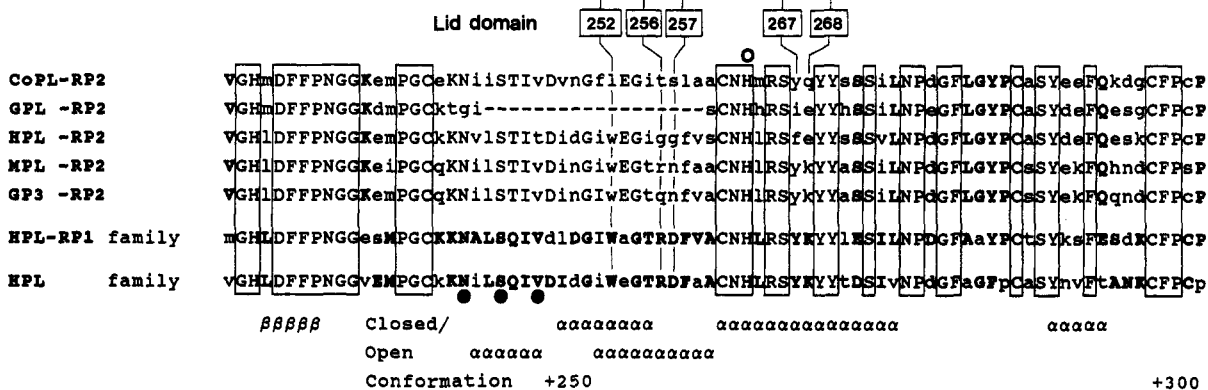 Lid domain 252 256 257 267 268
CoPL-RP2 VGHmDFFPNGGKemPGCeKNiiSTIvDvnGflEGitslaaCNHmRSyqYYsSSiLNPdGFLGYPCaSYeeFQkdgCFPcP
GPL -RP2 VGHmDFFPNGGKdmPGCktgi------------------sCNHhRSieYYhSSiLNPeGFLGYPCaSYdeFQesgCFPcP
HPL -RP2 VGHlDFFPNGGKemPGCkKNvlSTItDidGiwEGiggfvsCNHlRSfeYYsSSvLNPdGFLGYPCaSYdeFQeskCFPcP
MPL -RP2 VGHlDFFPNGGKeiPGCqKNilSTIvDinGiwEGtrnfaaCNHlRSykYYaSSiLNPdGFLGYPCsSYekFQhndCFPsP
GP3 -RP2 VGHlDFFPNGGKemPGCqKNilSTIvDinGIwEGtqnfvaCNHlRSykYYaSSiLNPdGFLGYPCsSYekFQqndCFPcP
HPL-RP1 family mGHLDFFPNGGesMPGCKKNALSQIVdlDGIWaGTRDFVACNHLRSYKYYlESILNPDGFAaYPCtSYksFESdKCFPCP
HPL family vGHLDFFPNGGvEMPGCkKNiLSQIVDIdGiWeGTRDFaACNHLRSYKYYtDSIvNPdGFaGFpCaSYnvFtANKCFPCp
βββββ Closed/ αααααααα ααααααααααααααα ααααα
Open αααααα αααααααααα
Conformation +250 +300